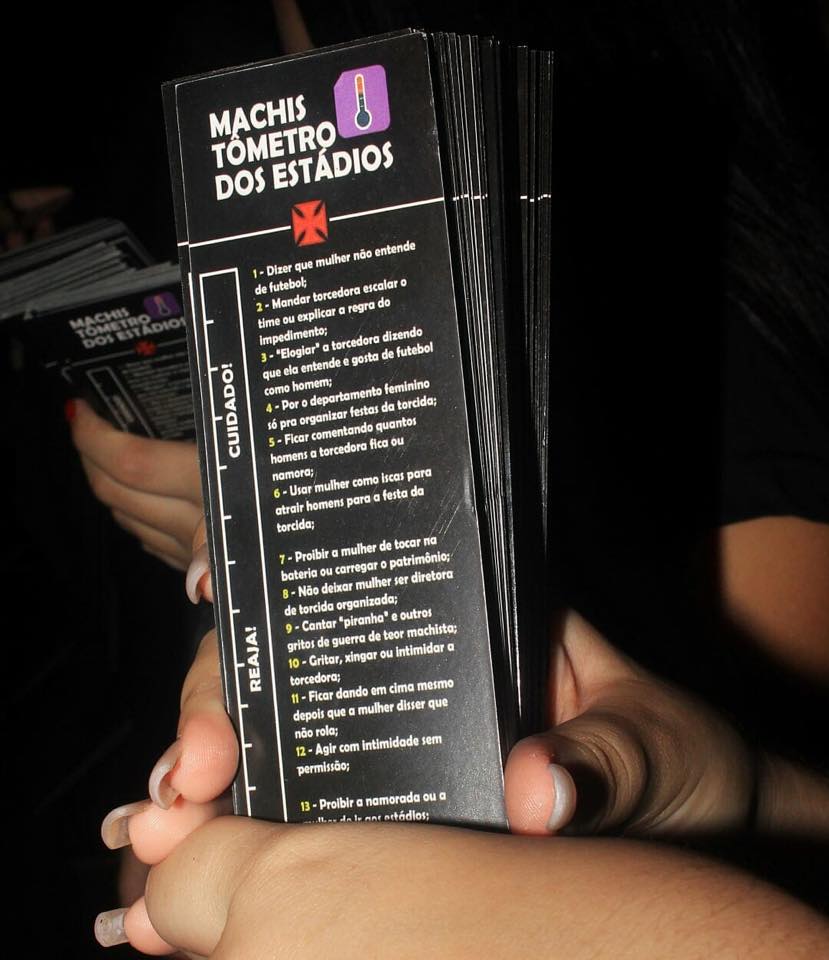 MACHIS
TÔMETRO
DOS ESTÁDIOS
1 - Dizer que mulher não entende
de futebol;
2 - Mandar torcedora escalar o
time ou explicar a regra do
impedimento;
3 - "Elogiar" a torcedora dizendo
que ela entende e gosta de futebol
como homem;
4 - Por o departamento feminino
só pra organizar festas da torcida;
5 - Ficar comentando quantos
homens a torcedora fica ou
namora;
6 - Usar mulher como iscas para
atrair homens para a festa da
torcida;
7 - Proibir a mulher de tocar na
bateria ou carregar o patrimônio;
8 - Não deixar mulher ser diretora
de torcida organizada;
9 - Cantar "piranha" e outros
gritos de guerra de teor machista;
10 - Gritar, xingar ou intimidar a
torcedora;
11 - Ficar dando em cima mesmo
depois que a mulher disser que
não rola;
12 - Agir com intimidade sem
permissão;
13 - Proibir a namorada ou a
mulher de ir aos estádios;
CUIDADO!
REAJA!
MACHIS
TÔMETRO
DOS ESTÁDIOS